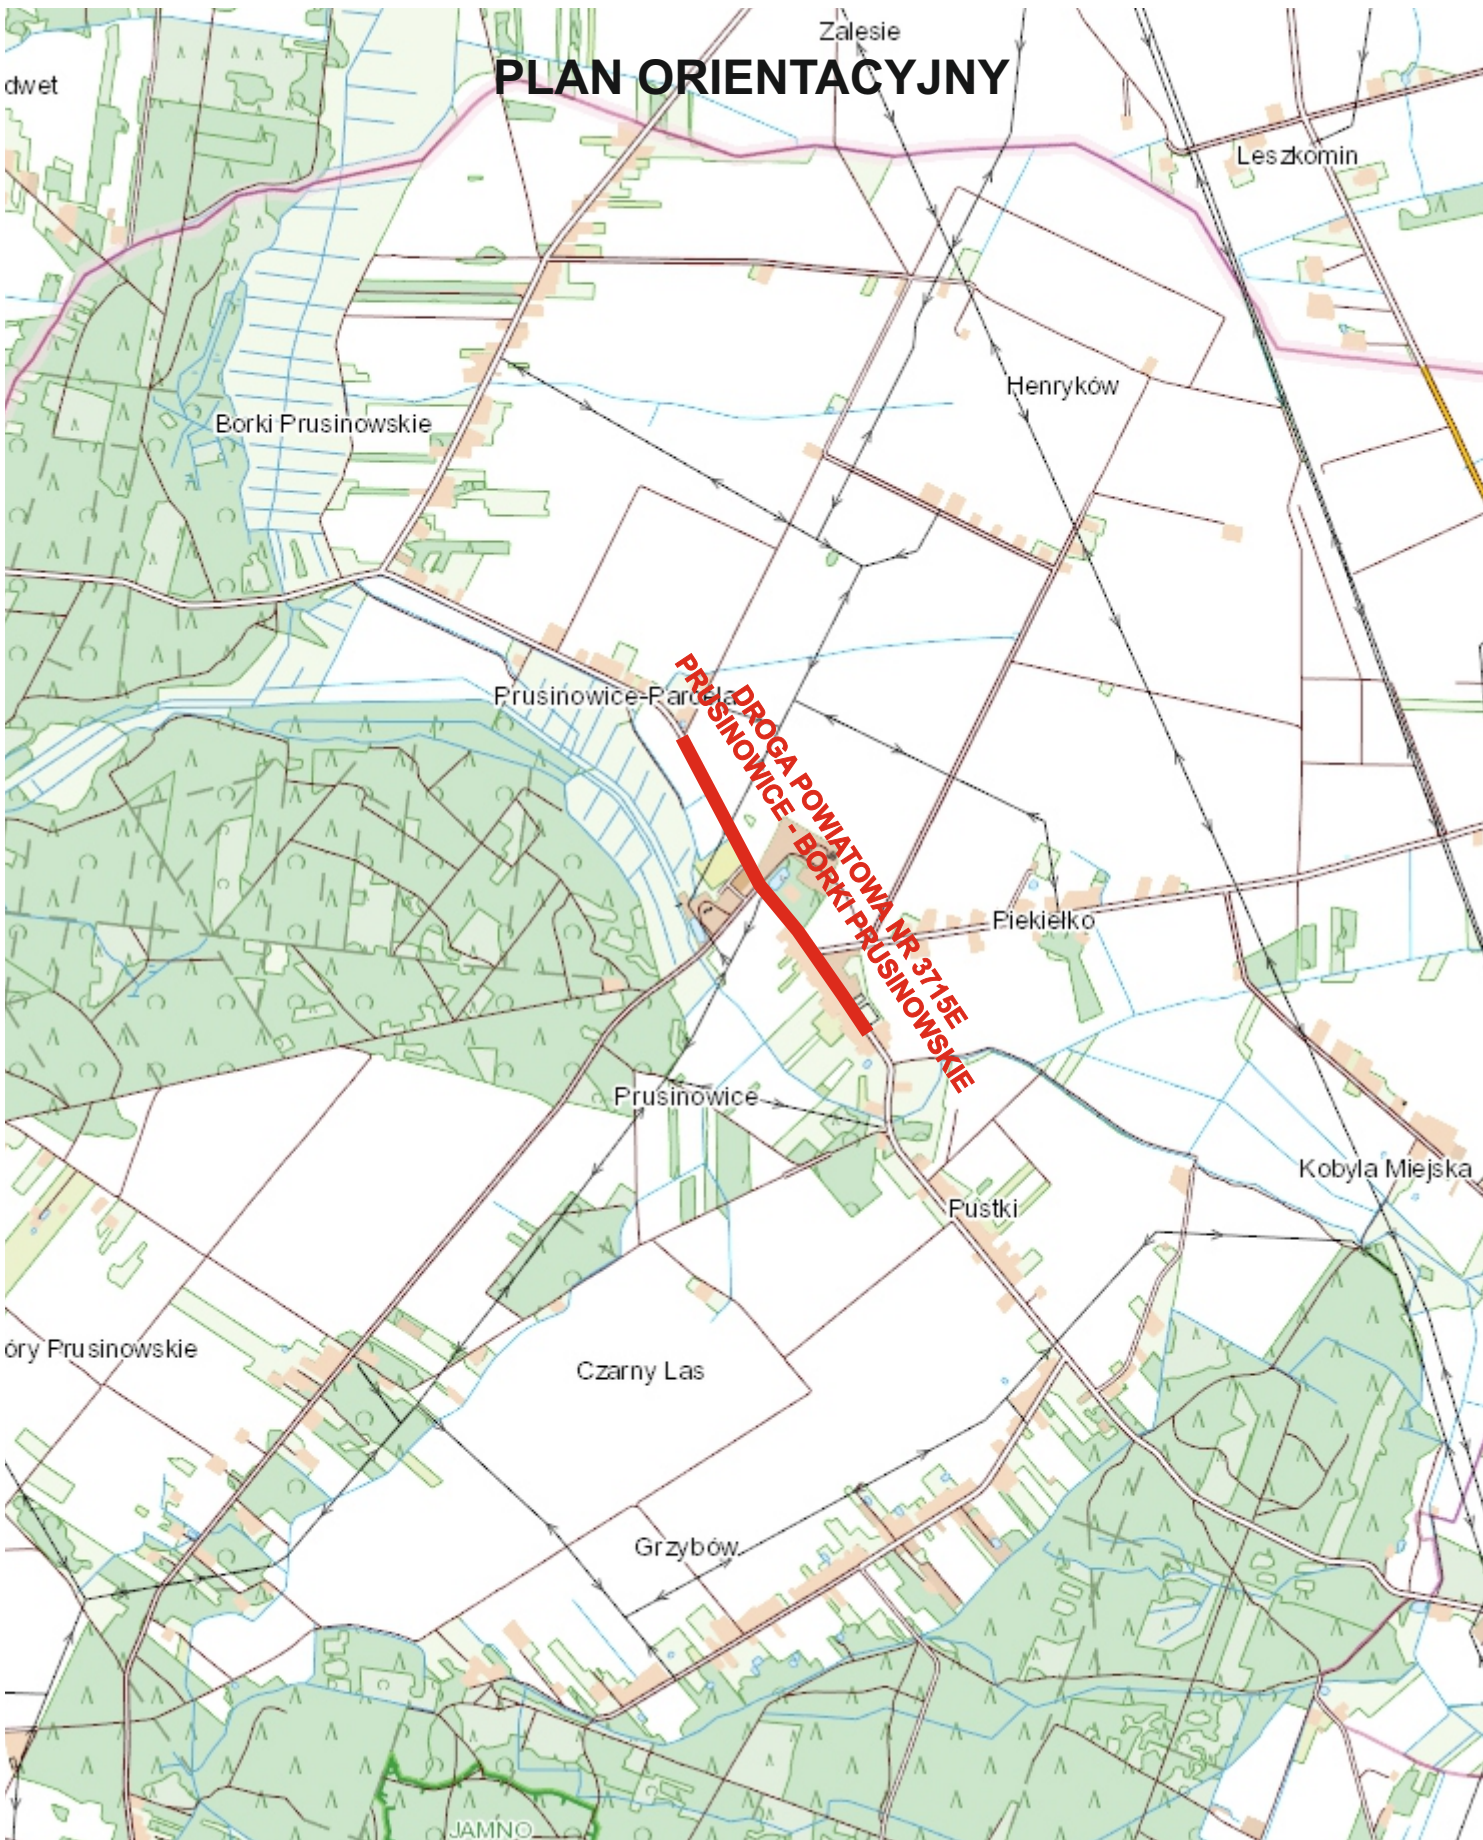 Zalesie
PLAN ORIENTACYJNY
dwet
Leszkomin
Henryków
Borki Prusinowskie
Prusinowice-Parcela
DROGA POWIATOWA NR 3715E
PRUSINOWICE - BORKI PRUSINOWSKIE
Piekiełko
Prusinowice
Kobyla Miejska
Pustki
óry Prusinowskie
Czarny Las
Grzybów
JAMNO